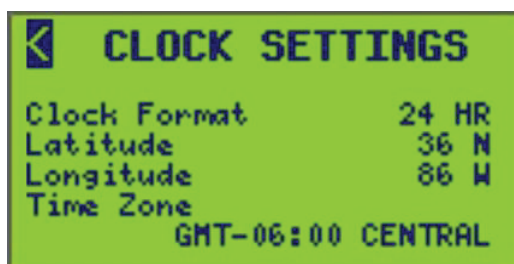 < CLOCK SETTINGS
Clock Format 24 HR
Latitude 36 N
Longitude 86 W
Time Zone
GMT-06:00 CENTRAL